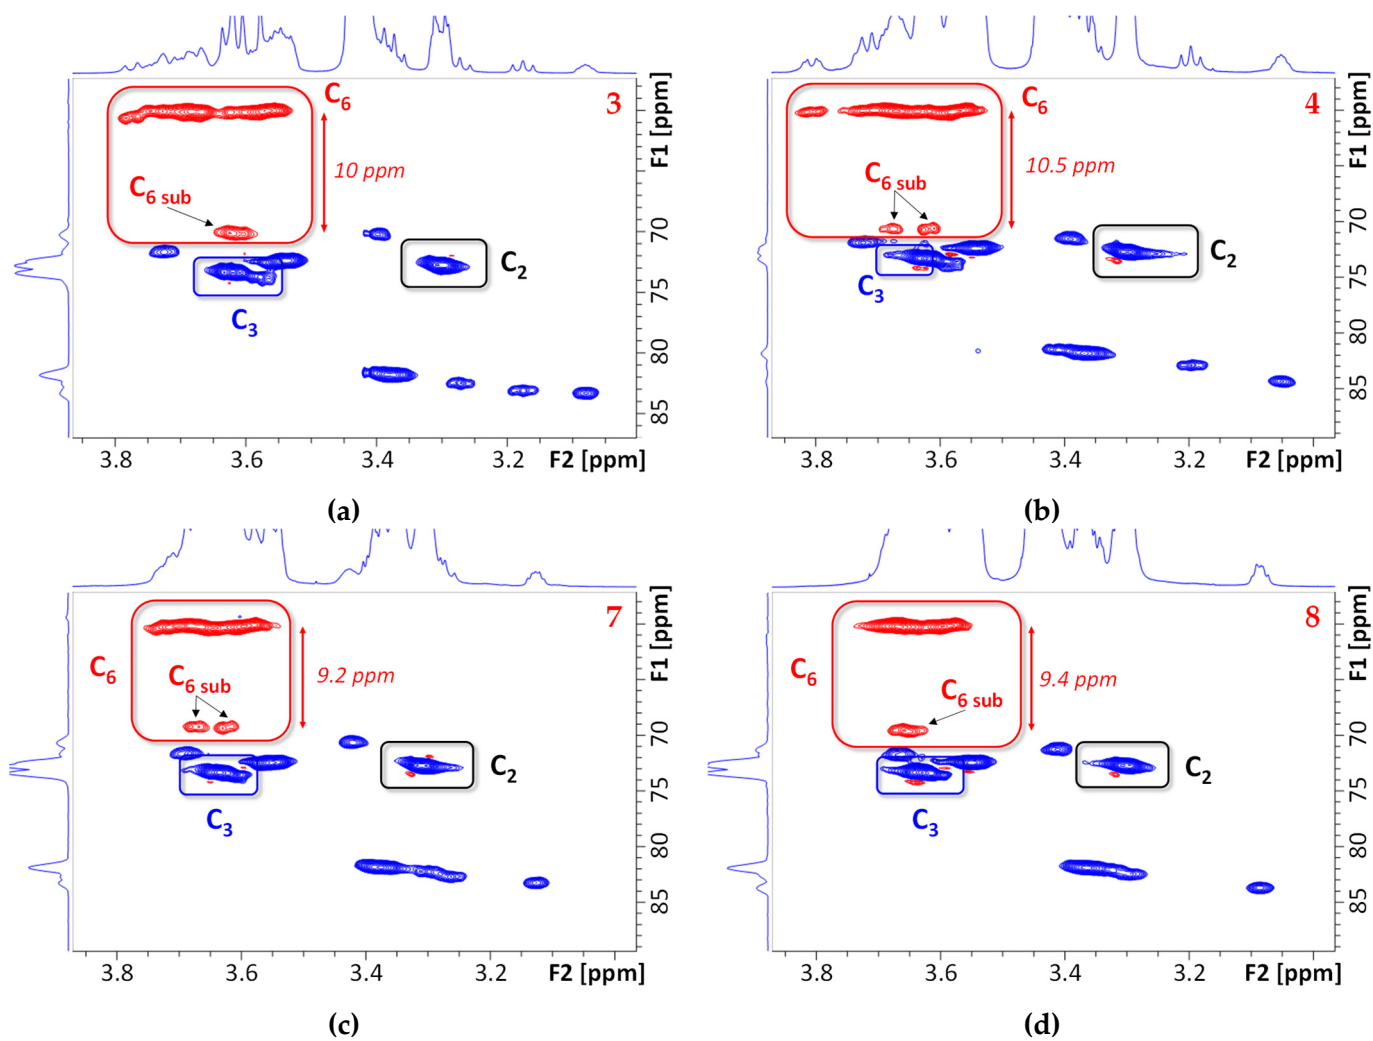 C6
3
10 ppm
C6 sub
C2
C3
70
75
80
85
F1 [ppm]
3.8
3.6
3.4
3.2
F2 [ppm]
(a)
C6
4
10.5 ppm
C6 sub
C2
C3
70
75
80
85
F1 [ppm]
3.8
3.6
3.4
3.2
F2 [ppm]
(b)
7
C6
9.2 ppm
C6 sub
C2
C3
70
75
80
85
F1 [ppm]
3.8
3.6
3.4
3.2
F2 [ppm]
(c)
8
C6
9.4 ppm
C6 sub
C2
C3
70
75
80
85
F1 [ppm]
3.8
3.6
3.4
3.2
F2 [ppm]
(d)